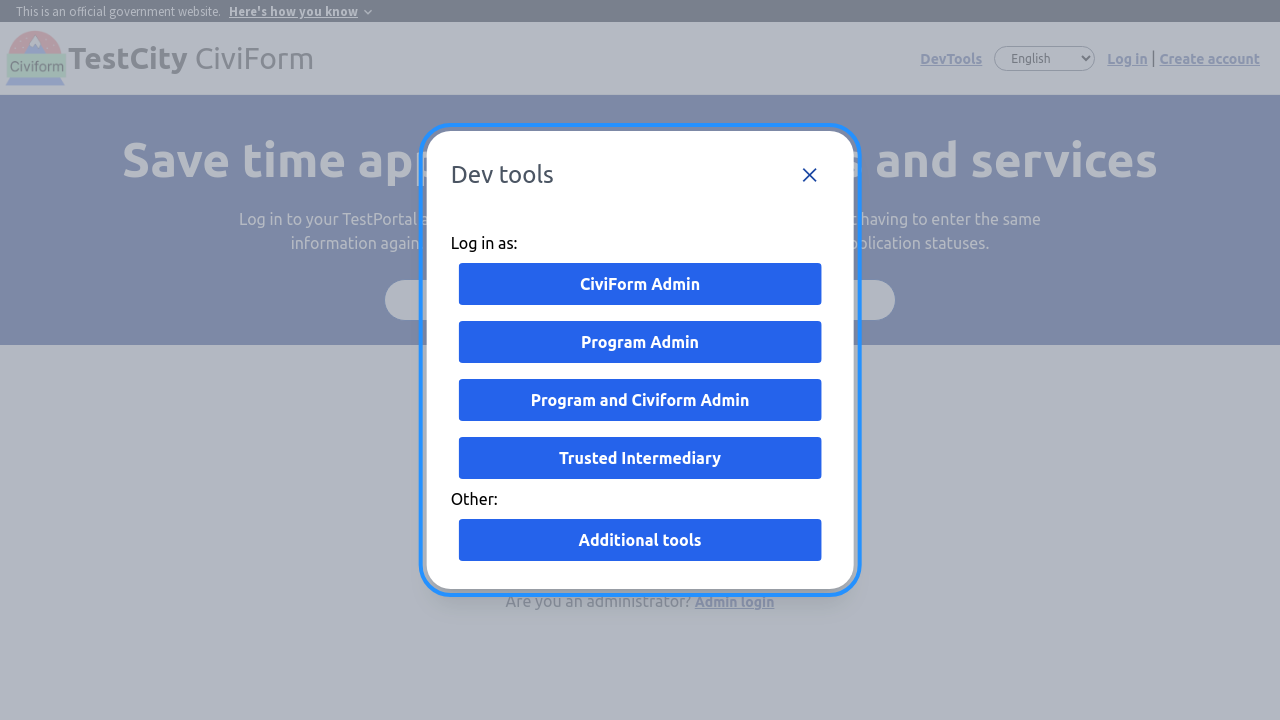 This is an official government website. Here's how you know
Civiform
TestCity CiviForm
DevTools
English
Log in | Create account
Save time app
s and services
Log in to your TestPortal a
t having to enter the same
information again
plication statuses.
Dev tools
Log in as:
CiviForm Admin
Program Admin
Program and Civiform Admin
Trusted Intermediary
Other:
Additional tools
Are you an administrator? Admin login